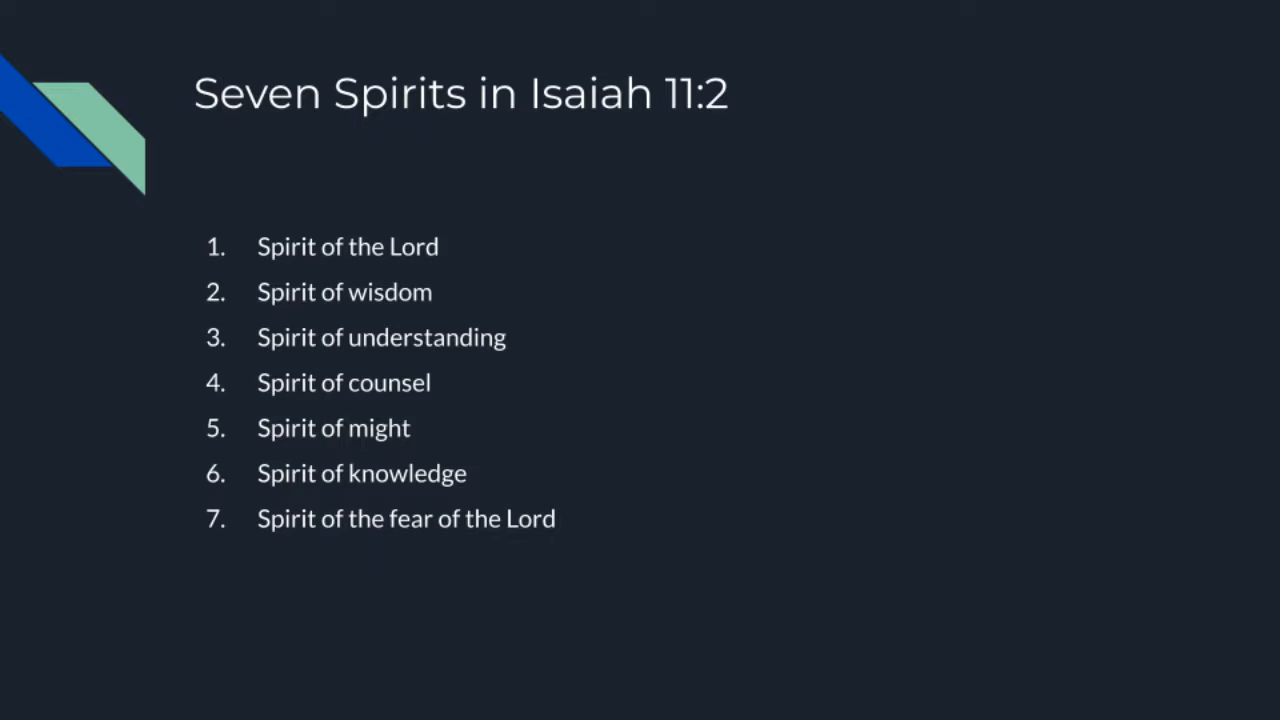 Seven Spirits in Isaiah 11:2
1. Spirit of the Lord
2. Spirit of wisdom
3. Spirit of understanding
4. Spirit of counsel
5. Spirit of might
6. Spirit of knowledge
7. Spirit of the fear of the Lord